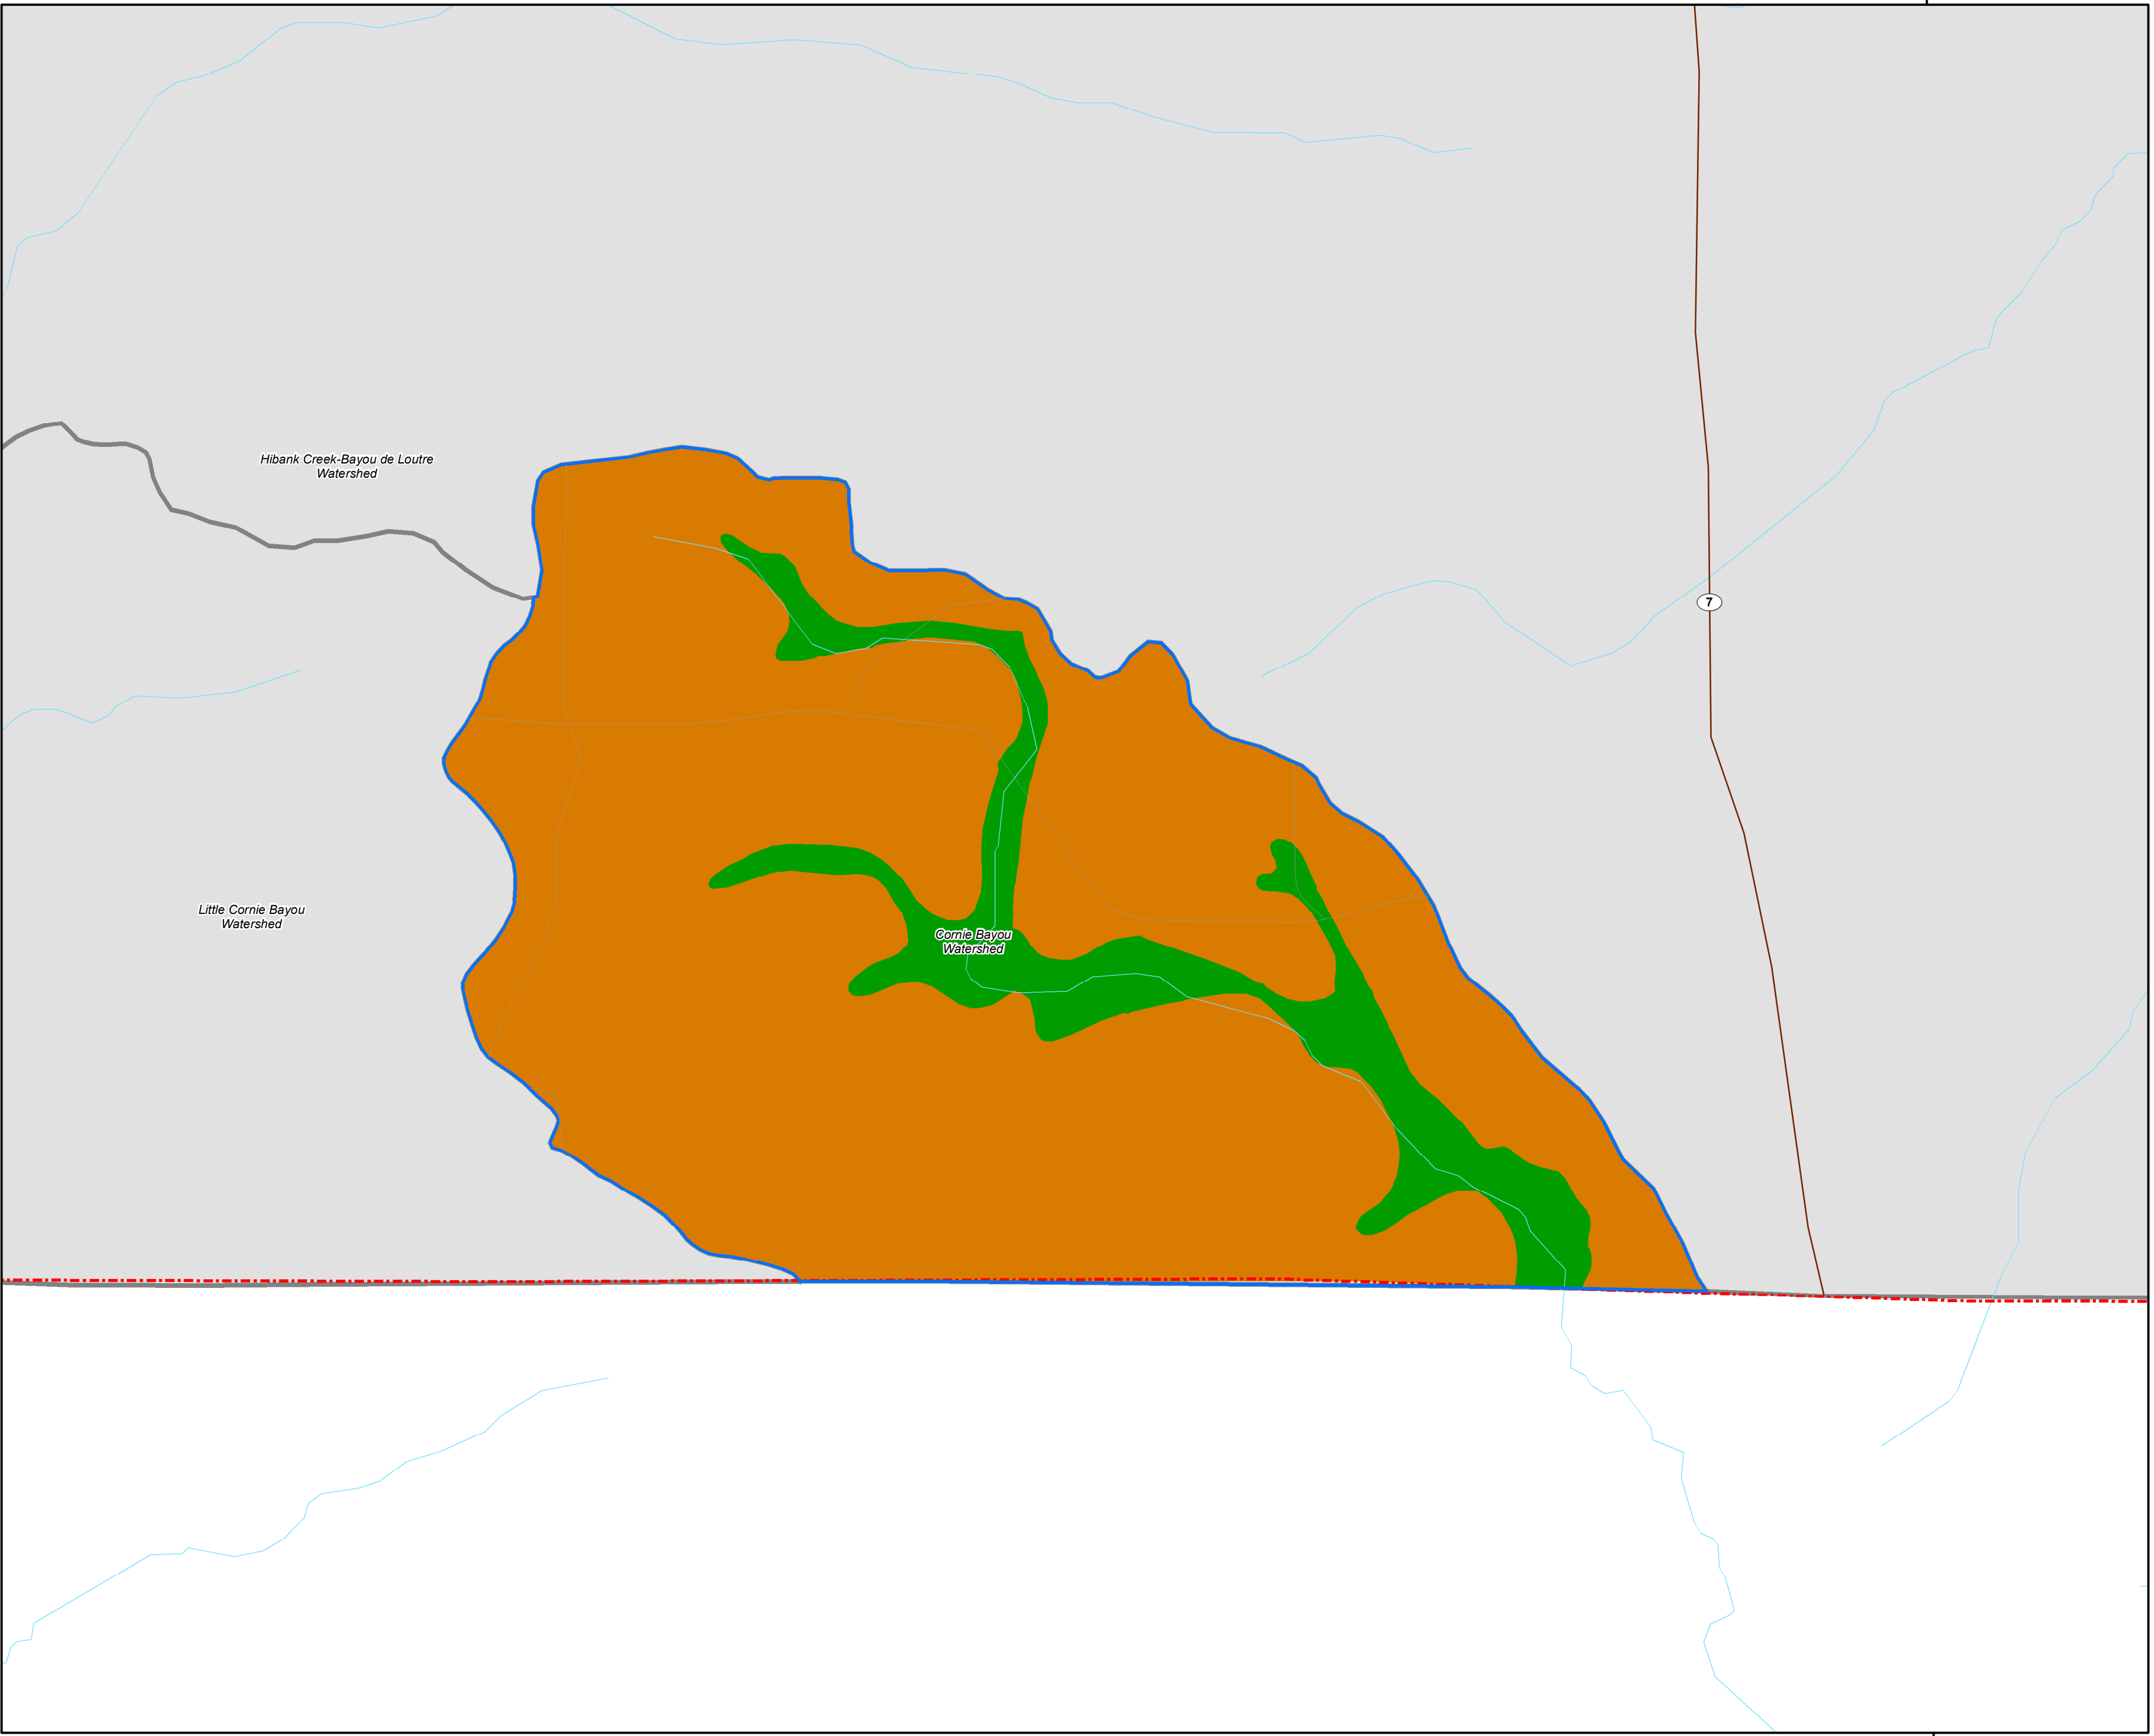 Hibank Creek-Bayou de Loutre
Watershed
7
Little Cornie Bayou
Watershed
Cornie Bayou
Watershed